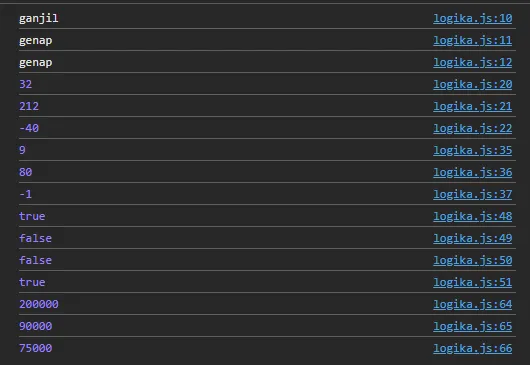 ganjil logika.js:10
genap logika.js:11
genap logika.js:12
32 logika.js:20
212 logika.js:21
-40 logika.js:22
9 logika.js:35
80 logika.js:36
-1 logika.js:37
true logika.js:48
false logika.js:49
false logika.js:50
true logika.js:51
200000 logika.js:64
90000 logika.js:65
75000 logika.js:66